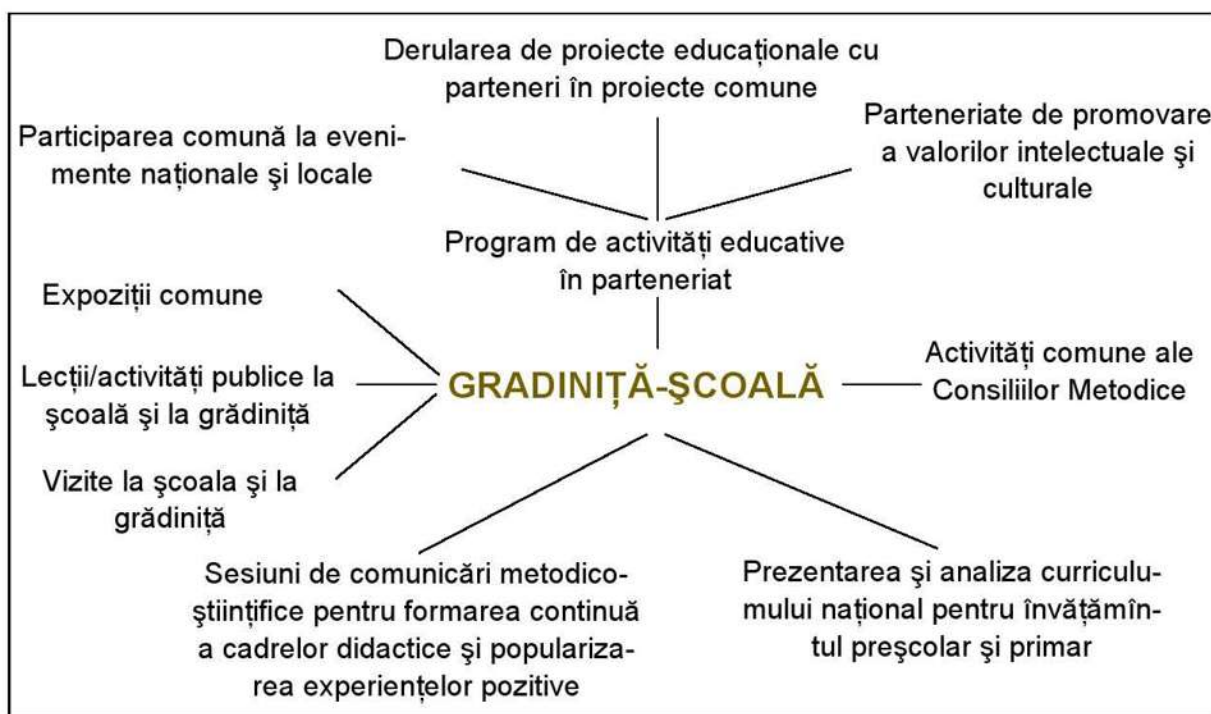 Derularea de proiecte educaționale cu
parteneri în proiecte comune
Participarea comună la eveni-
mente naționale şi locale
Parteneriate de promovare
a valorilor intelectuale şi
culturale
Program de activități educative
în parteneriat
Expoziții comune
Lecții/activități publice la
şcoală şi la grădiniță
Vizite la şcoala şi la
grădiniță
GRADINIȚĂ-ŞCOALĂ
Activități comune ale
Consiliilor Metodice
Sesiuni de comunicări metodico-
ştiințifice pentru formarea continuă
a cadrelor didactice şi populariza-
rea experiențelor pozitive
Prezentarea şi analiza curriculu-
mului național pentru învățămîn-
tul preşcolar şi primar